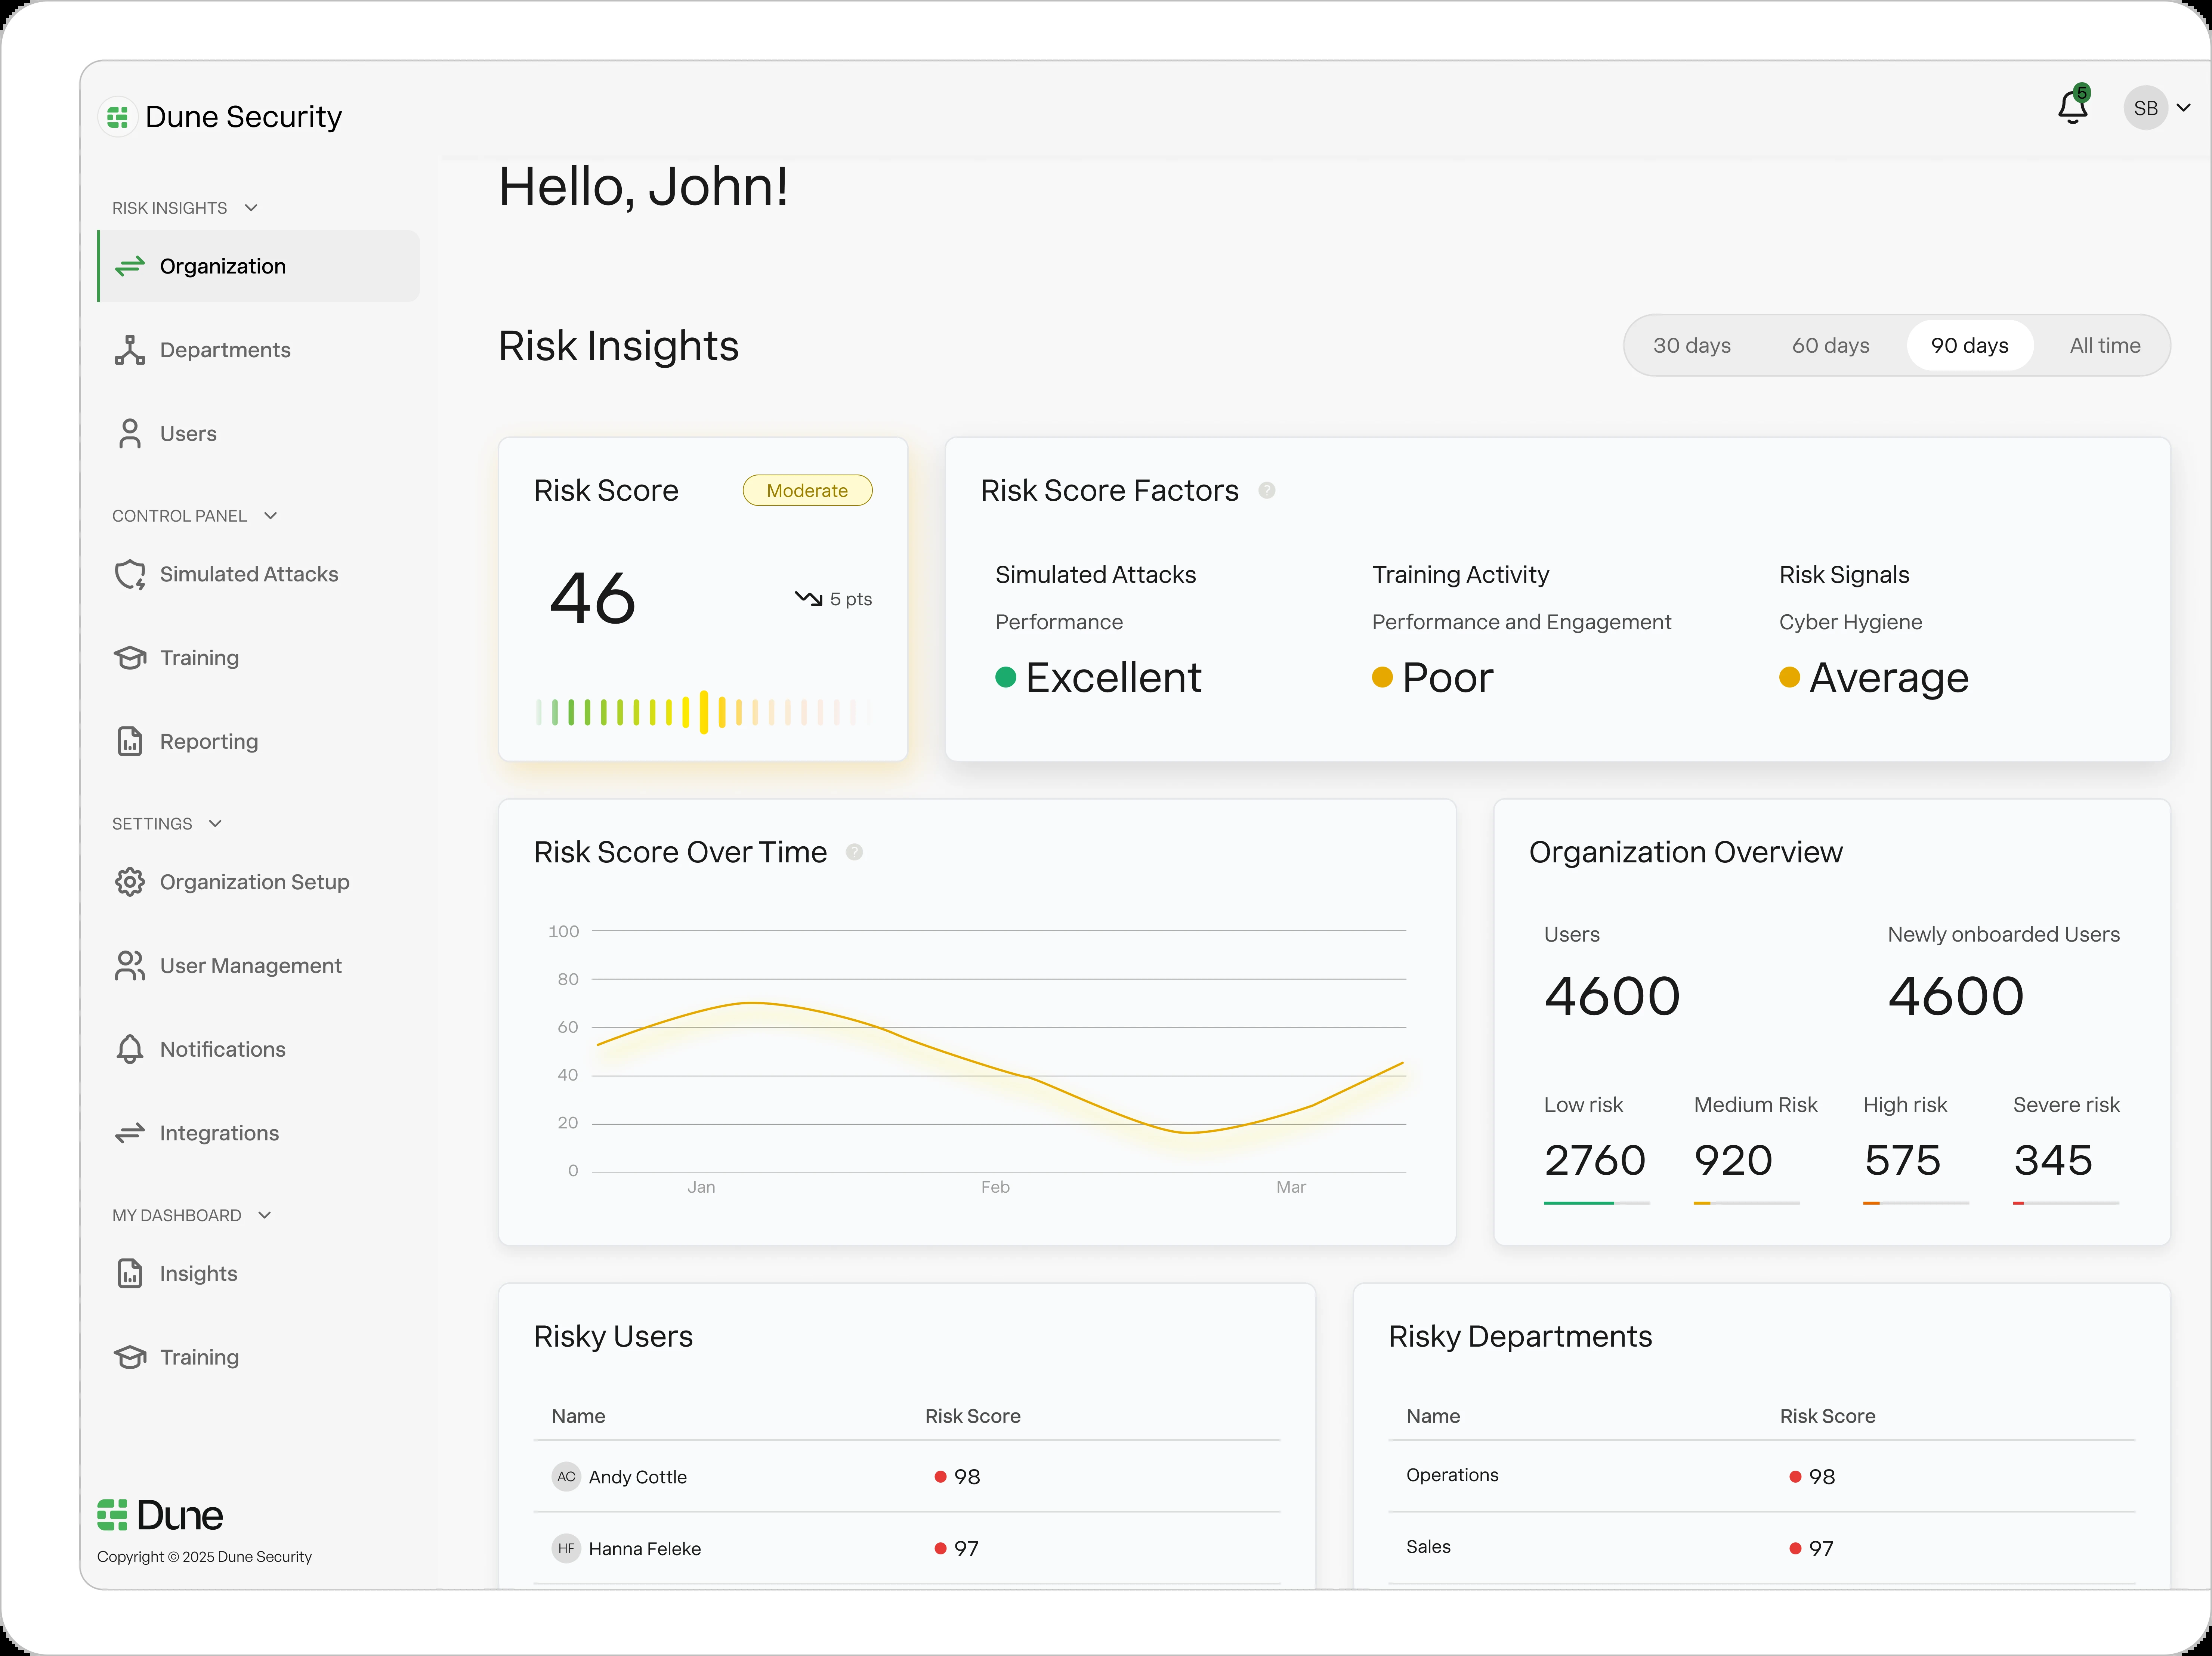 Dune Security
5
SB
RISK INSIGHTS
Organization
Departments
Users
CONTROL PANEL
Simulated Attacks
Training
Reporting
SETTINGS
Organization Setup
User Management
Notifications
Integrations
MY DASHBOARD
Insights
Training
Dune
Copyright © 2025 Dune Security
Hello, John!
Risk Insights
30 days 60 days 90 days All time
Risk Score Moderate
46 5 pts
Risk Score Factors ?
Simulated Attacks
Performance
Excellent
Training Activity
Performance and Engagement
Poor
Risk Signals
Cyber Hygiene
Average
Risk Score Over Time ?
100
80
60
40
20
0
Jan Feb Mar
Organization Overview
Users
4600
Newly onboarded Users
4600
Low risk
2760
Medium Risk
920
High risk
575
Severe risk
345
Risky Users
Name Risk Score
AC Andy Cottle 98
HF Hanna Feleke 97
Risky Departments
Name Risk Score
Operations 98
Sales 97